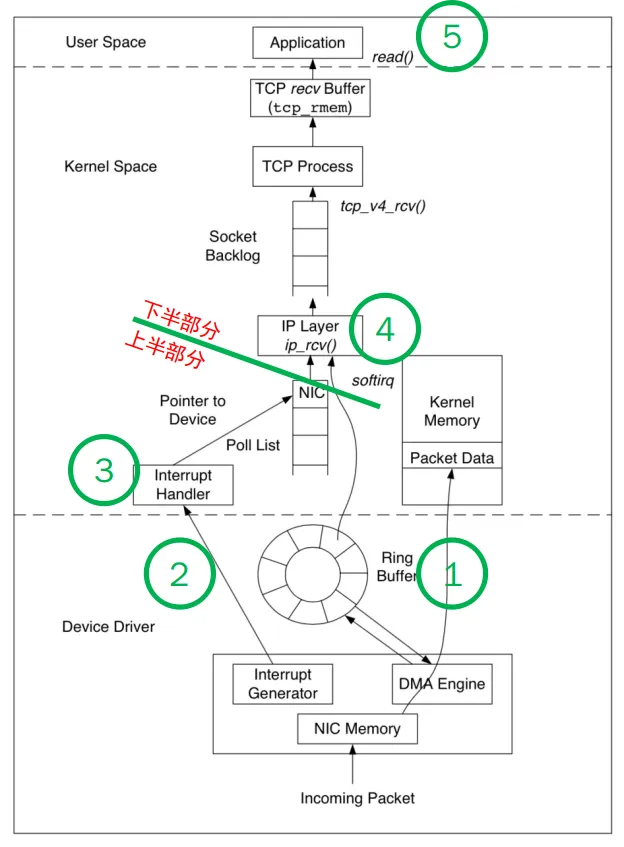 User Space
Application
5
read()
TCP recv Buffer
(tcp_rmem)
Kernel Space
TCP Process
tcp_v4_rcv()
Socket
Backlog
下半部分
上半部分
IP Layer
ip_rcv()
4
softirq
NIC
Pointer to
Device
Poll List
Kernel
Memory
Packet Data
3
Interrupt
Handler
2
Ring
Buffer
1
Device Driver
Interrupt
Generator
DMA Engine
NIC Memory
Incoming Packet